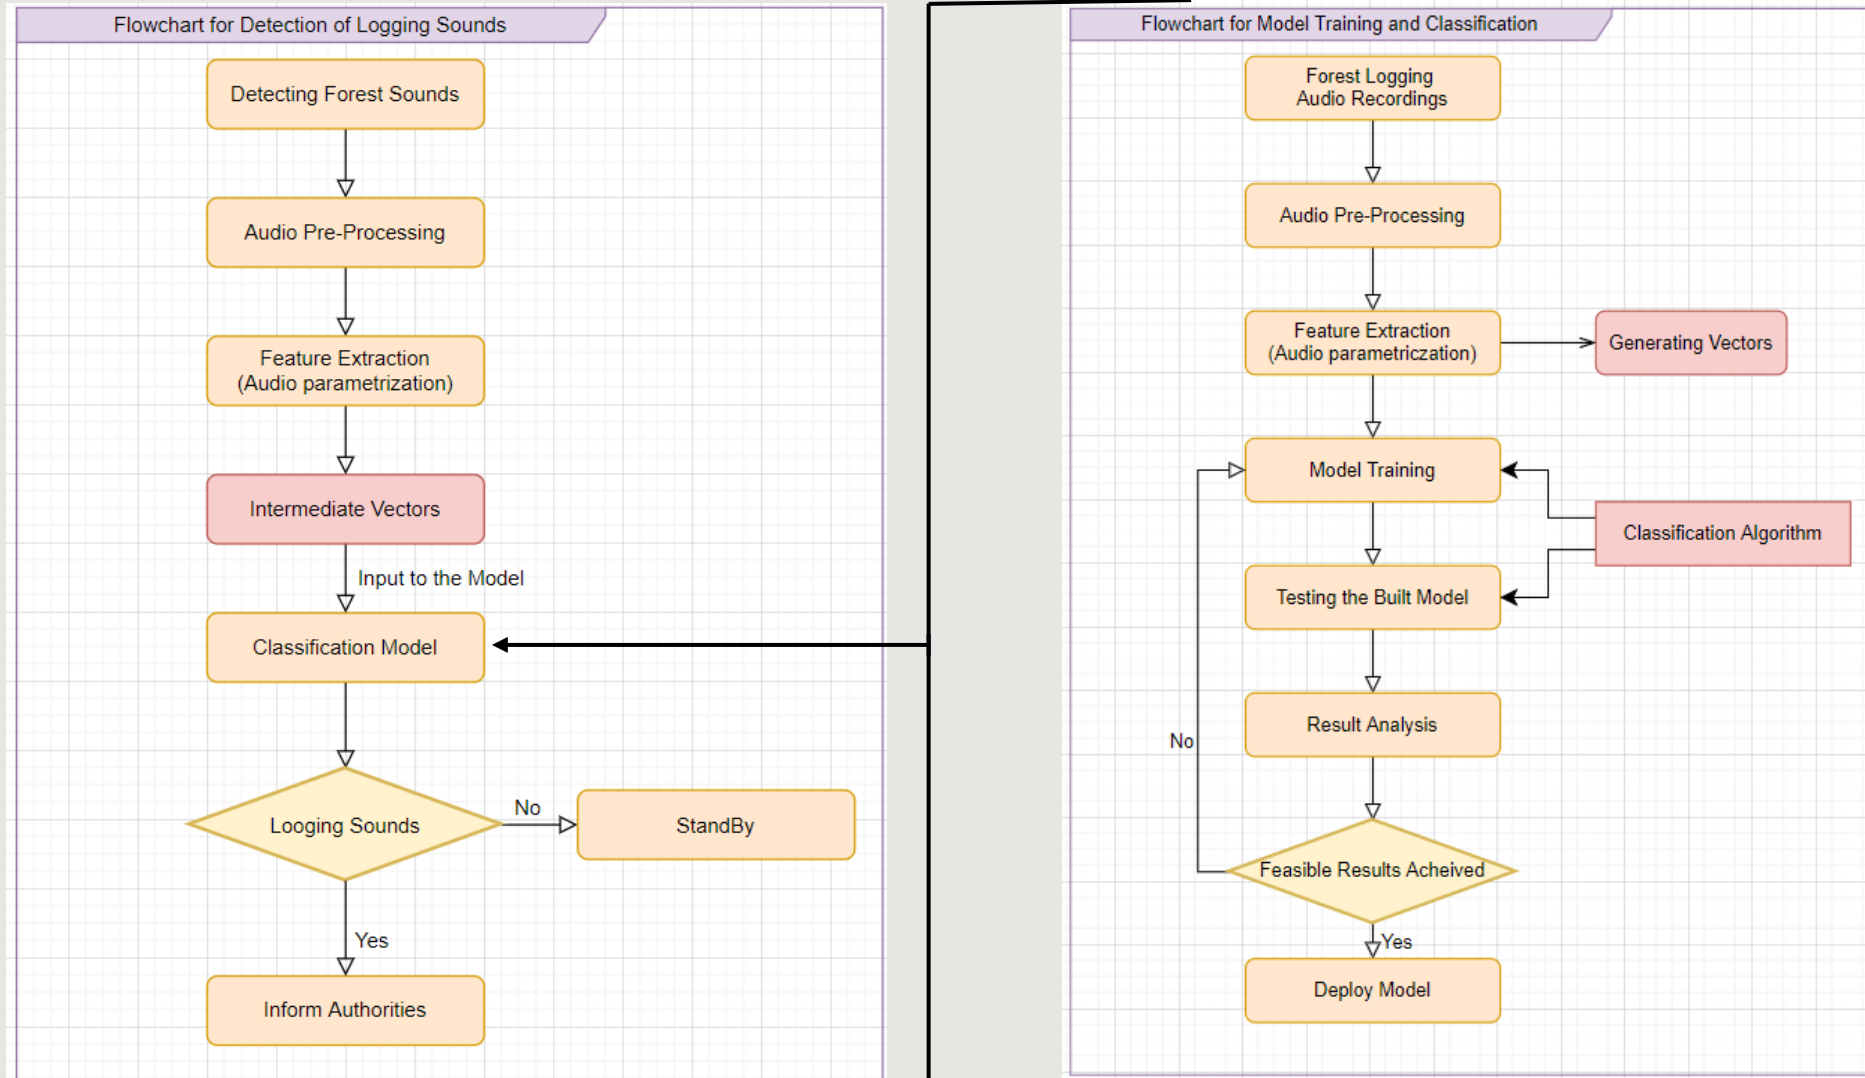 Flowchart for Detection of Logging Sounds
Detecting Forest Sounds
Audio Pre-Processing
Feature Extraction
(Audio parametrization)
Intermediate Vectors
Input to the Model
Classification Model
Looging Sounds
No
StandBy
Yes
Inform Authorities
Flowchart for Model Training and Classification
Forest Logging
Audio Recordings
Audio Pre-Processing
Feature Extraction
(Audio parametriczation)
Generating Vectors
Model Training
Classification Algorithm
Testing the Built Model
Result Analysis
No
Feasible Results Acheived
Yes
Deploy Model